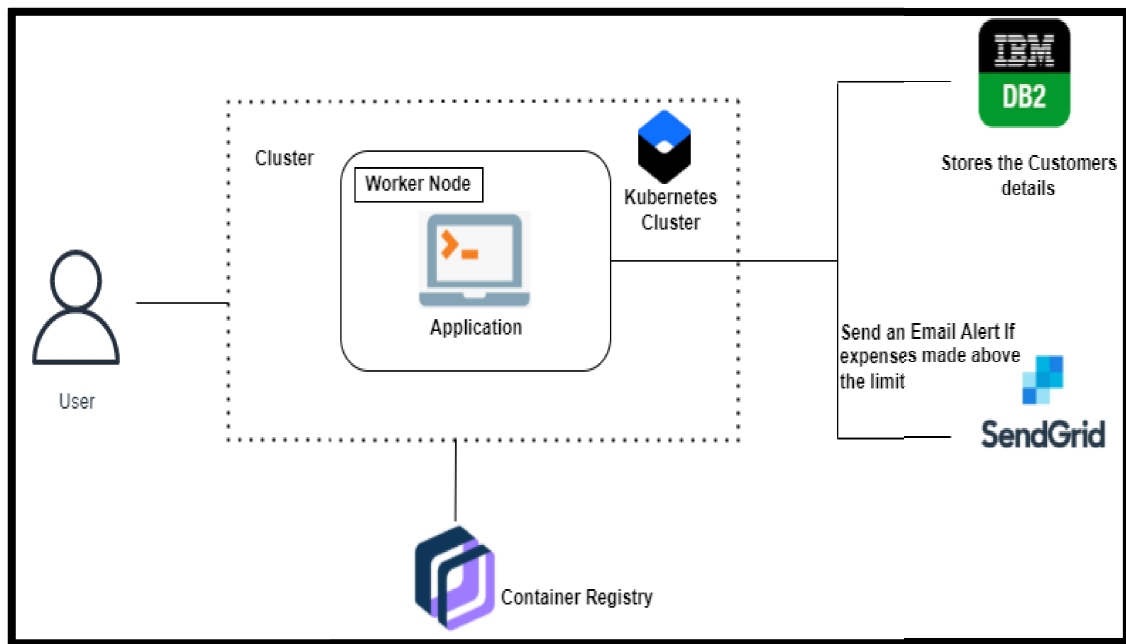 IBM
DB2
Stores the Customers
details
Cluster
Worker Node
Kubernetes
Cluster
Application
User
Send an Email Alert If
expenses made above
the limit
SendGrid
Container Registry